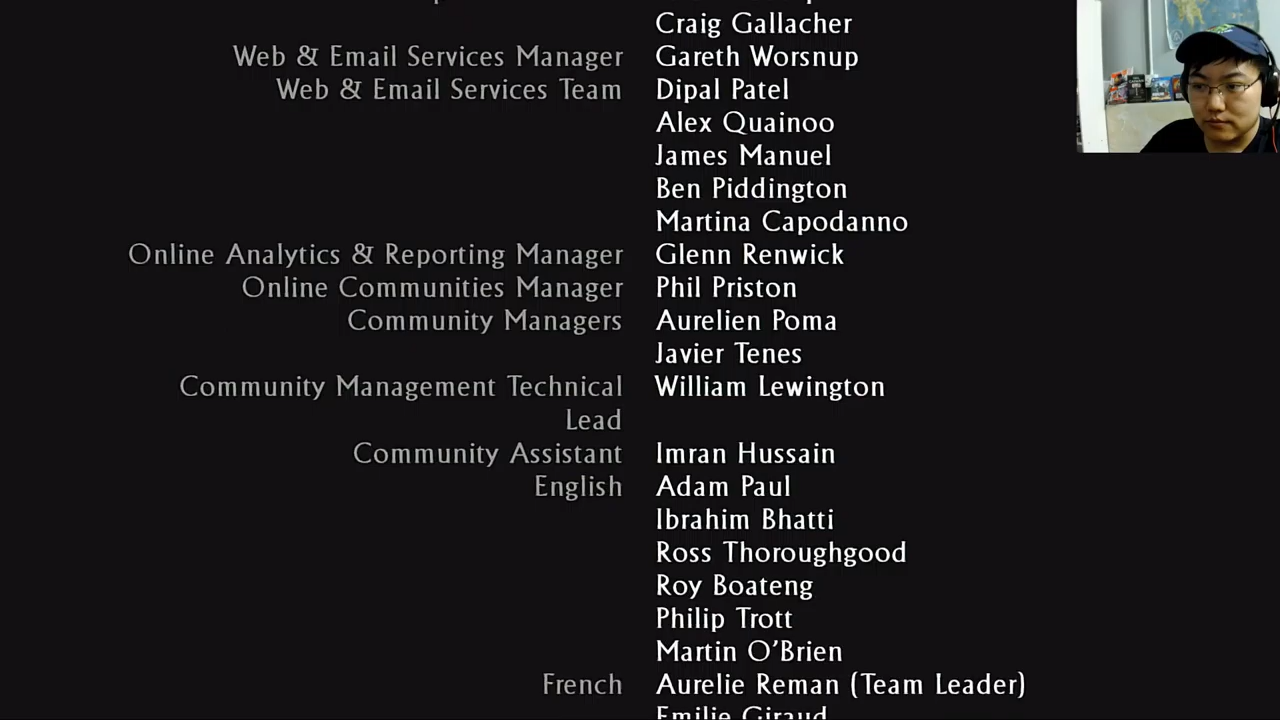 Craig Gallacher
Web & Email Services Manager Gareth Worsnup
Web & Email Services Team Dipal Patel
Alex Quainoo
James Manuel
Ben Piddington
Martina Capodanno
Online Analytics & Reporting Manager Glenn Renwick
Online Communities Manager Phil Priston
Community Managers Aurelien Poma
Javier Tenes
Community Management Technical William Lewington
Lead
Community Assistant Imran Hussain
English Adam Paul
Ibrahim Bhatti
Ross Thoroughgood
Roy Boateng
Philip Trott
Martin O'Brien
French Aurelie Reman (Team Leader)
Emilie Giraud